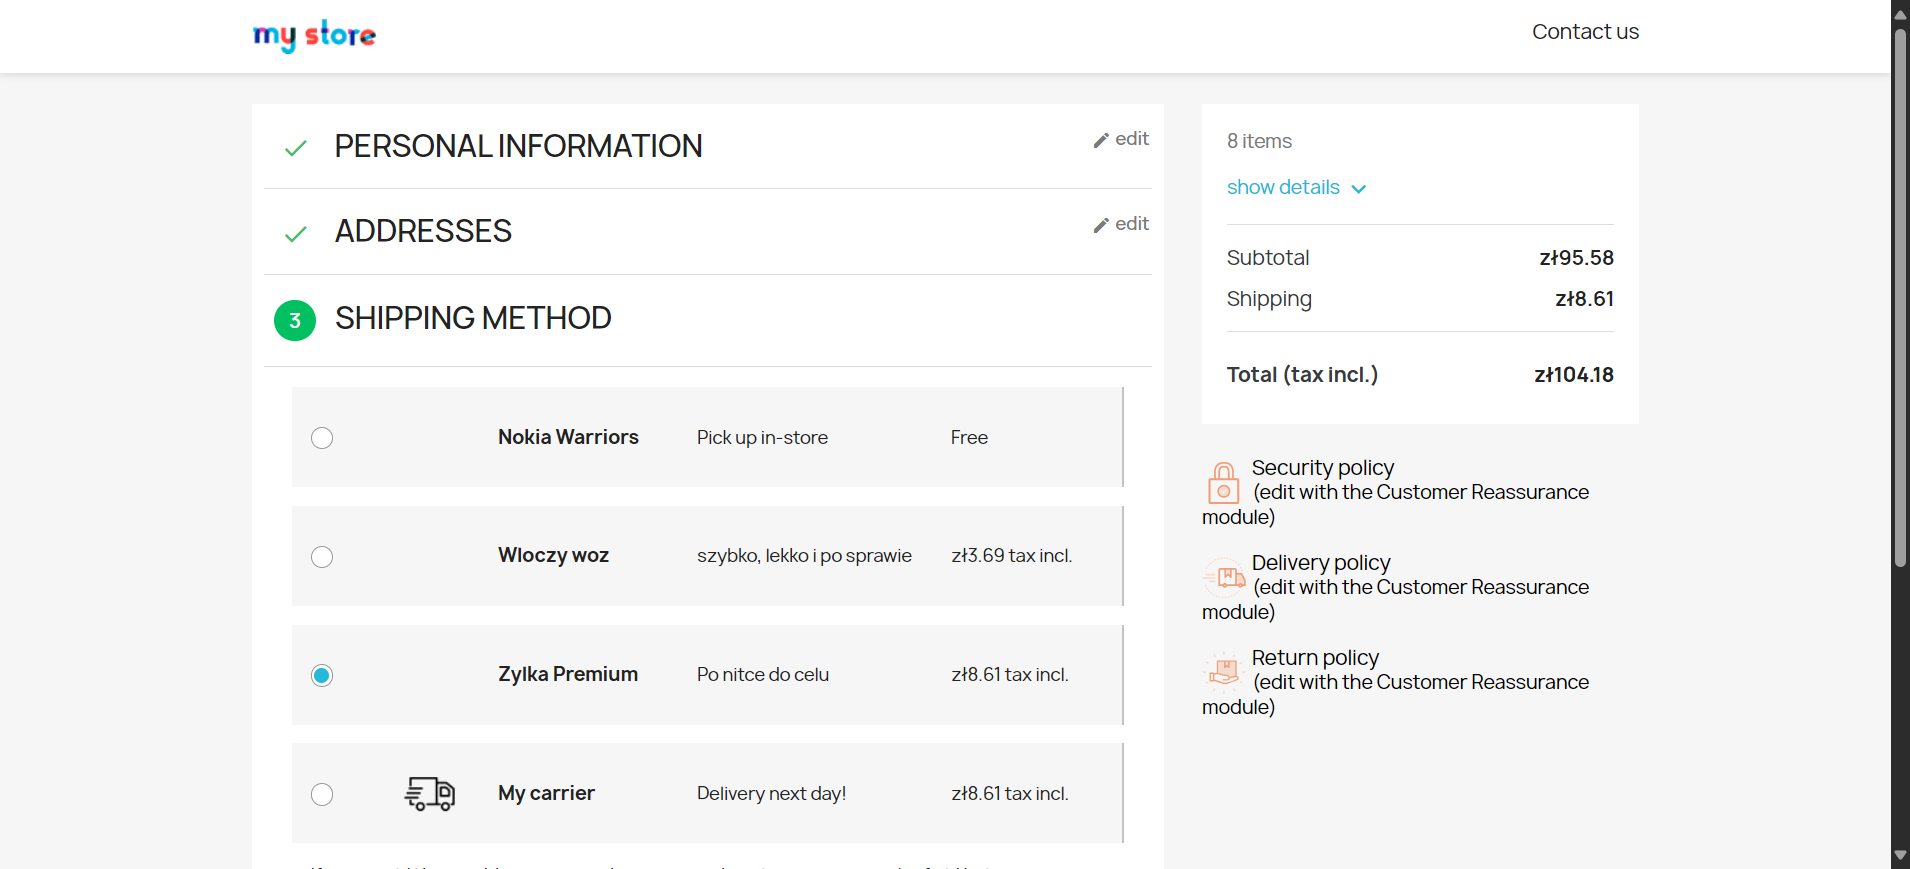 my store
Contact us
PERSONAL INFORMATION
edit
ADDRESSES
edit
3 SHIPPING METHOD
Nokia Warriors Pick up in-store Free
Wloczy woz szybko, lekko i po sprawie zł3.69 tax incl.
Zylka Premium Po nitce do celu zł8.61 tax incl.
My carrier Delivery next day! zł8.61 tax incl.
8 items
show details
Subtotal zł95.58
Shipping zł8.61
Total (tax incl.) zł104.18
Security policy
(edit with the Customer Reassurance
module)
Delivery policy
(edit with the Customer Reassurance
module)
Return policy
(edit with the Customer Reassurance
module)